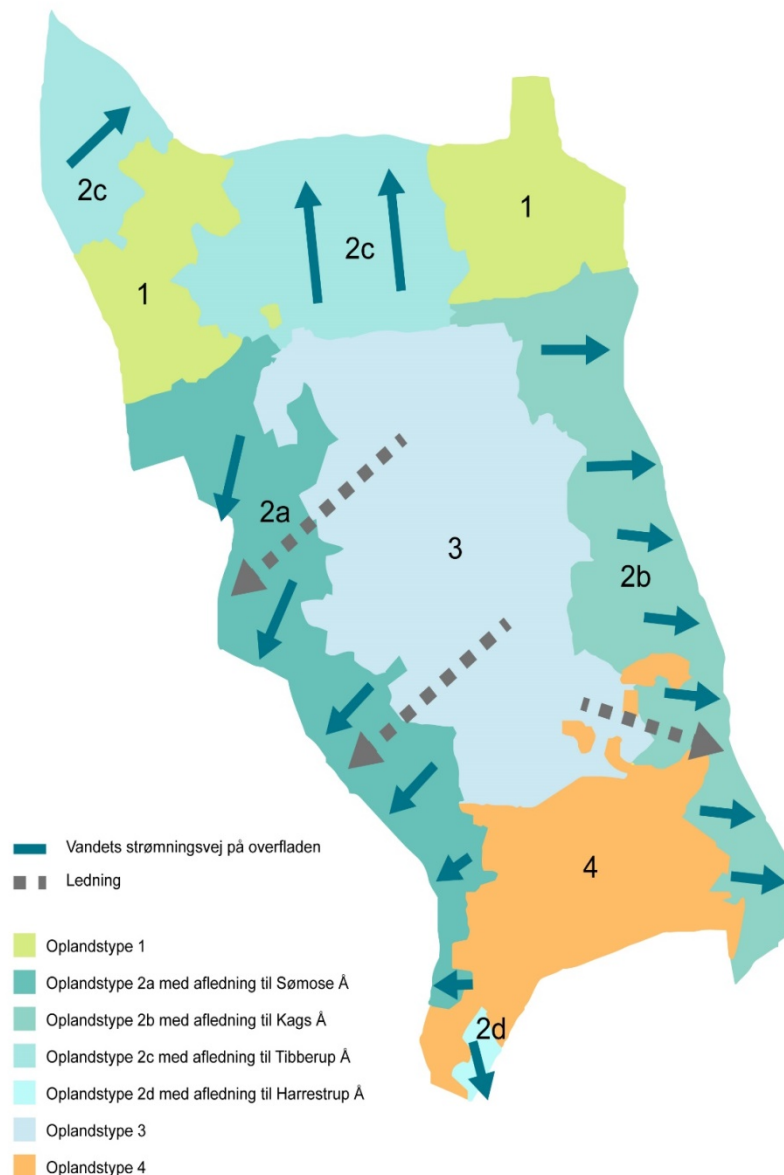 2c
1
2c
1
2a
3
2b
4
2d
Vandets strømningsvej på overfladen
Ledning
Oplandstype 1
Oplandstype 2a med afledning til Sømose Å
Oplandstype 2b med afledning til Kags Å
Oplandstype 2c med afledning til Tibberup Å
Oplandstype 2d med afledning til Harrestrup Å
Oplandstype 3
Oplandstype 4